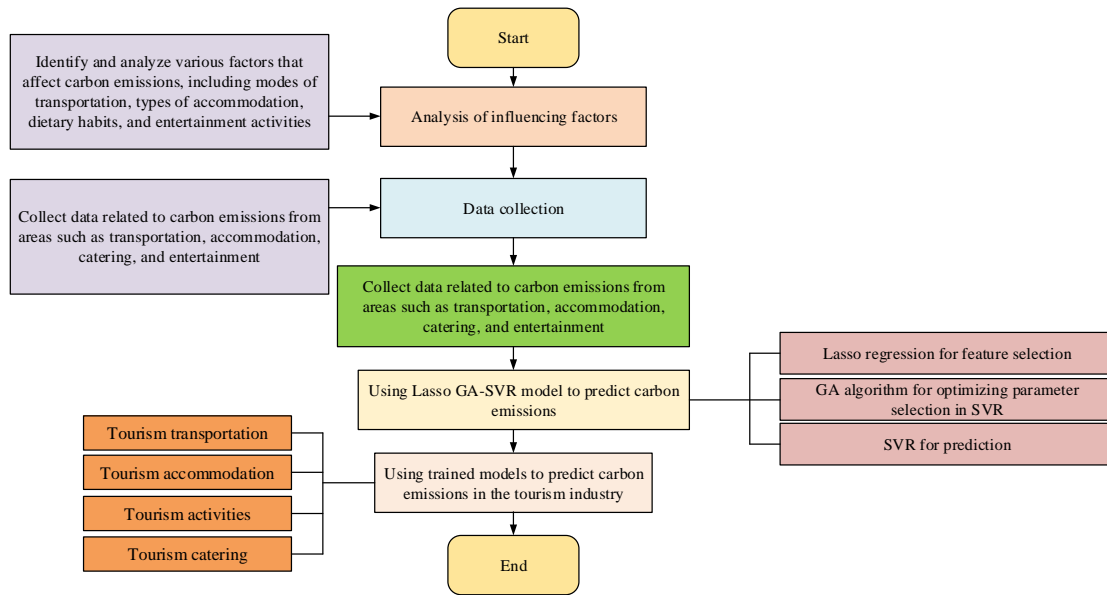 Start
Identify and analyze various factors that
affect carbon emissions, including modes of
transportation, types of accommodation,
dietary habits, and entertainment activities
Analysis of influencing factors
Collect data related to carbon emissions from
areas such as transportation, accommodation,
catering, and entertainment
Data collection
Collect data related to carbon emissions from
areas such as transportation, accommodation,
catering, and entertainment
Using Lasso GA-SVR model to predict carbon
emissions
Lasso regression for feature selection
GA algorithm for optimizing parameter
selection in SVR
SVR for prediction
Tourism transportation
Tourism accommodation
Tourism activities
Tourism catering
Using trained models to predict carbon
emissions in the tourism industry
End